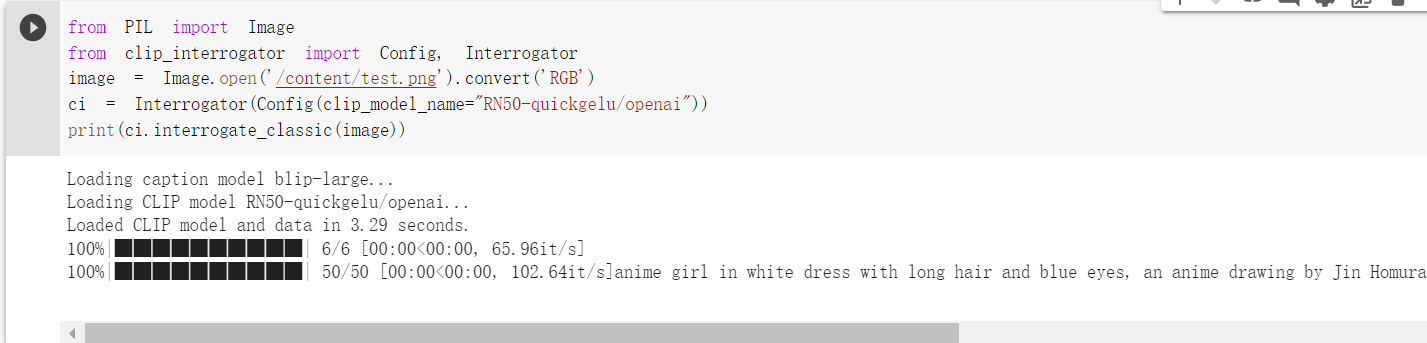 from PIL import Image
from clip_interrogator import Config, Interrogator
image = Image.open('/content/test.png').convert('RGB')
ci = Interrogator(Config(clip_model_name="RN50-quickgelu/openai"))
print(ci.interrogate_classic(image))
Loading caption model blip-large...
Loading CLIP model RN50-quickgelu/openai...
Loaded CLIP model and data in 3.29 seconds.
100%|██████████| 6/6 [00:00<00:00, 65.96it/s]
100%|██████████| 50/50 [00:00<00:00, 102.64it/s]anime girl in white dress with long hair and blue eyes, an anime drawing by Jin Homura